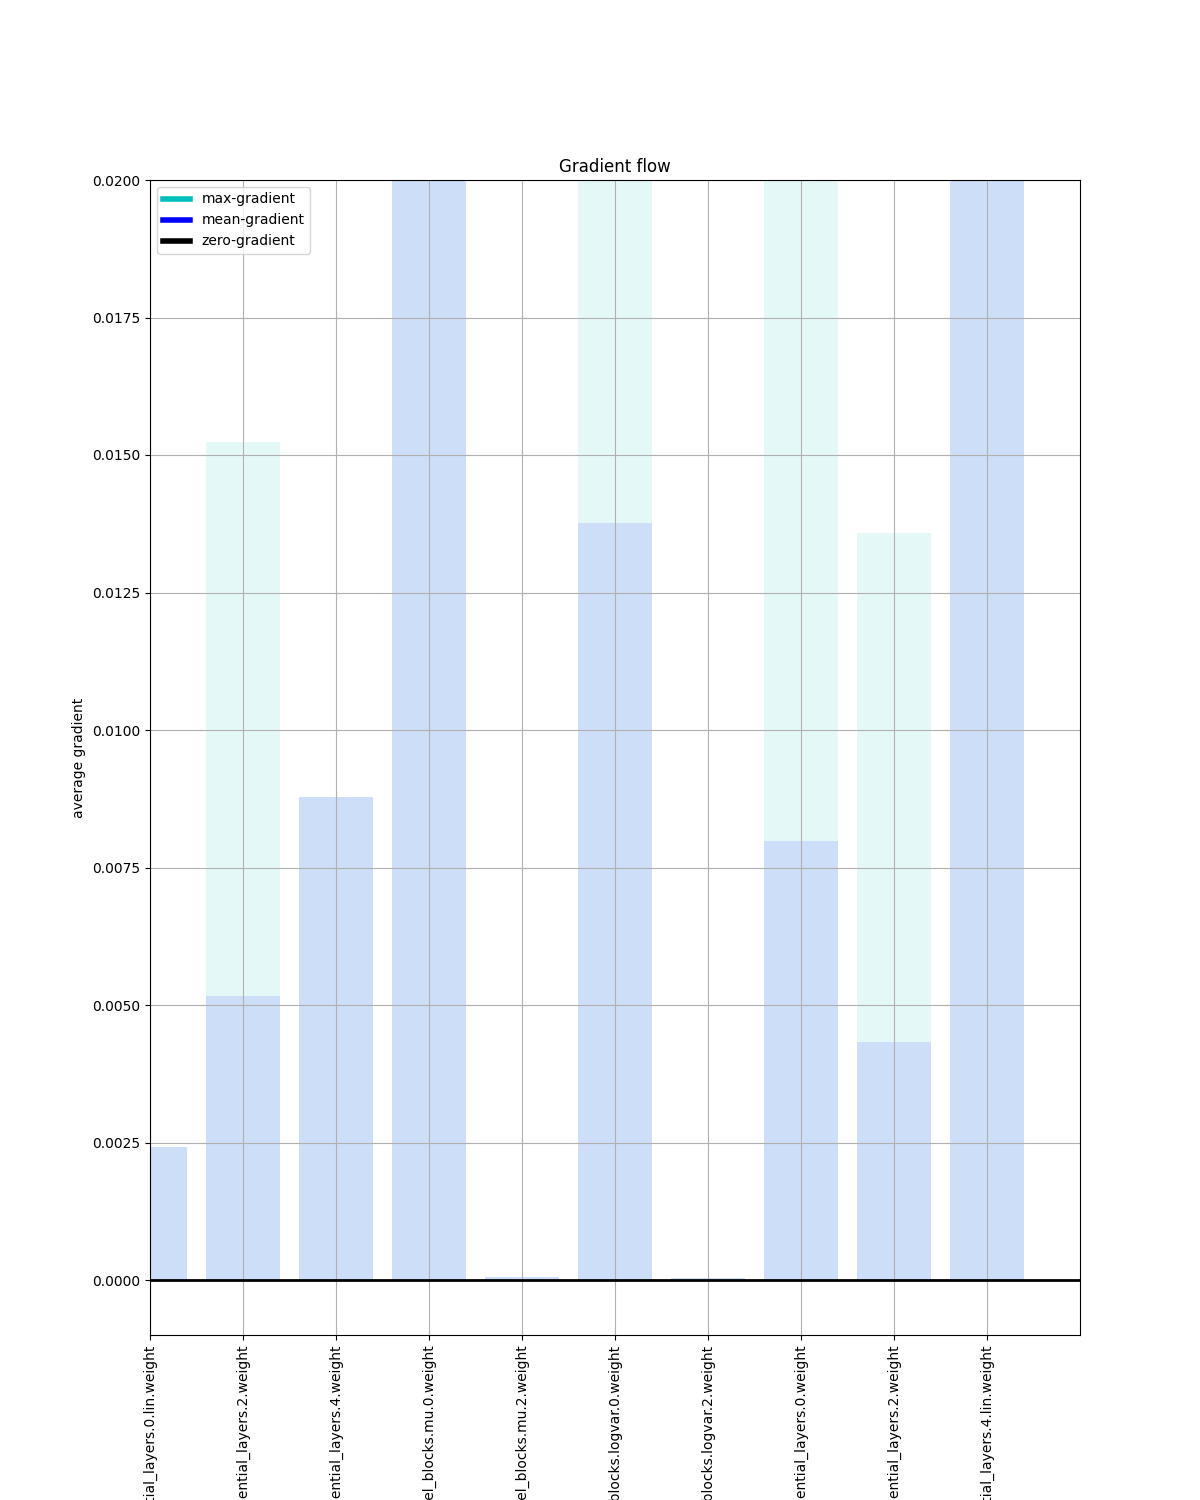 Gradient flow
max-gradient
mean-gradient
zero-gradient
0.0200
0.0175
0.0150
0.0125
0.0100
0.0075
0.0050
0.0025
0.0000
average gradient
tial_layers.0.lin.weight
ential_layers.2.weight
ential_layers.4.weight
el_blocks.mu.0.weight
el_blocks.mu.2.weight
blocks.logvar.0.weight
blocks.logvar.2.weight
ential_layers.0.weight
ential_layers.2.weight
tial_layers.4.lin.weight